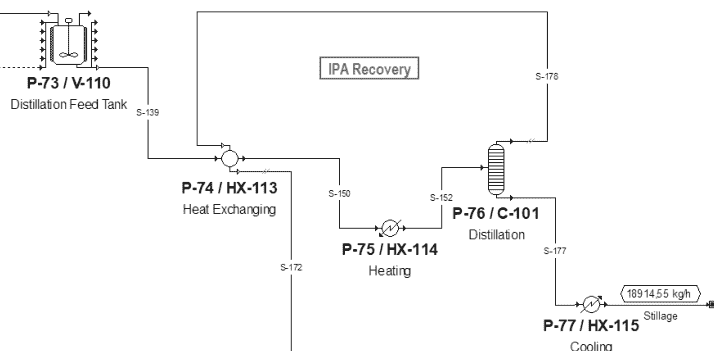 IPA Recovery
S-178
P-73 / V-110
Distillation Feed Tank
S-139
P-74 / HX-113
Heat Exchanging
S-150
S-152
P-76 / C-101
Distillation
P-75 / HX-114
Heating
S-177
S-172
18914,55 kg/h
Stillage
P-77 / HX-115
Cooling